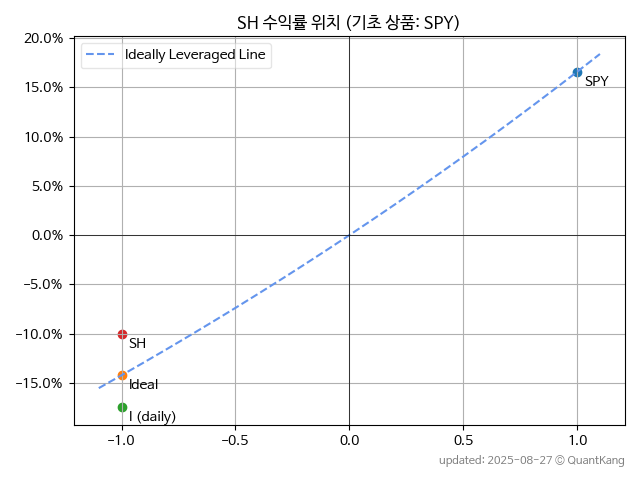 SH 수익률 위치 (기초 상품: SPY)
20.0%
15.0%
10.0%
5.0%
0.0%
−5.0%
−10.0%
−15.0%
Ideally Leveraged Line
SPY
SH
Ideal
I (daily)
−1.0 −0.5 0.0 0.5 1.0
updated: 2025-08-27 © QuantKang